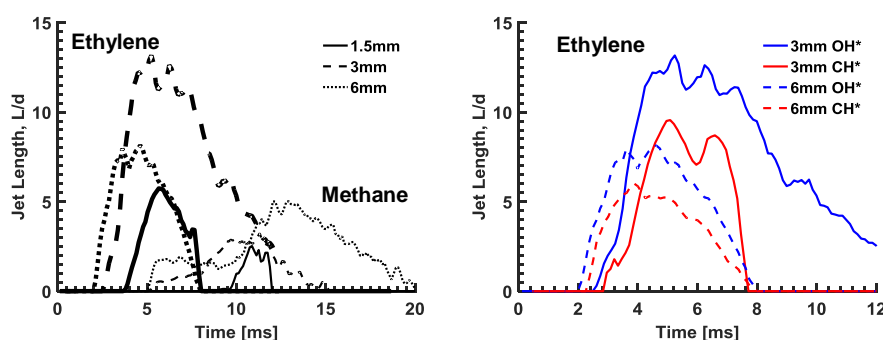 Ethylene
1.5mm
3mm
6mm
Methane
Jet Length, L/d
15
10
5
0
0
5
10
15
20
Time [ms]
Ethylene
3mm OH*
3mm CH*
6mm OH*
6mm CH*
Jet Length, L/d
15
10
5
0
0
2
4
6
8
10
12
Time [ms]